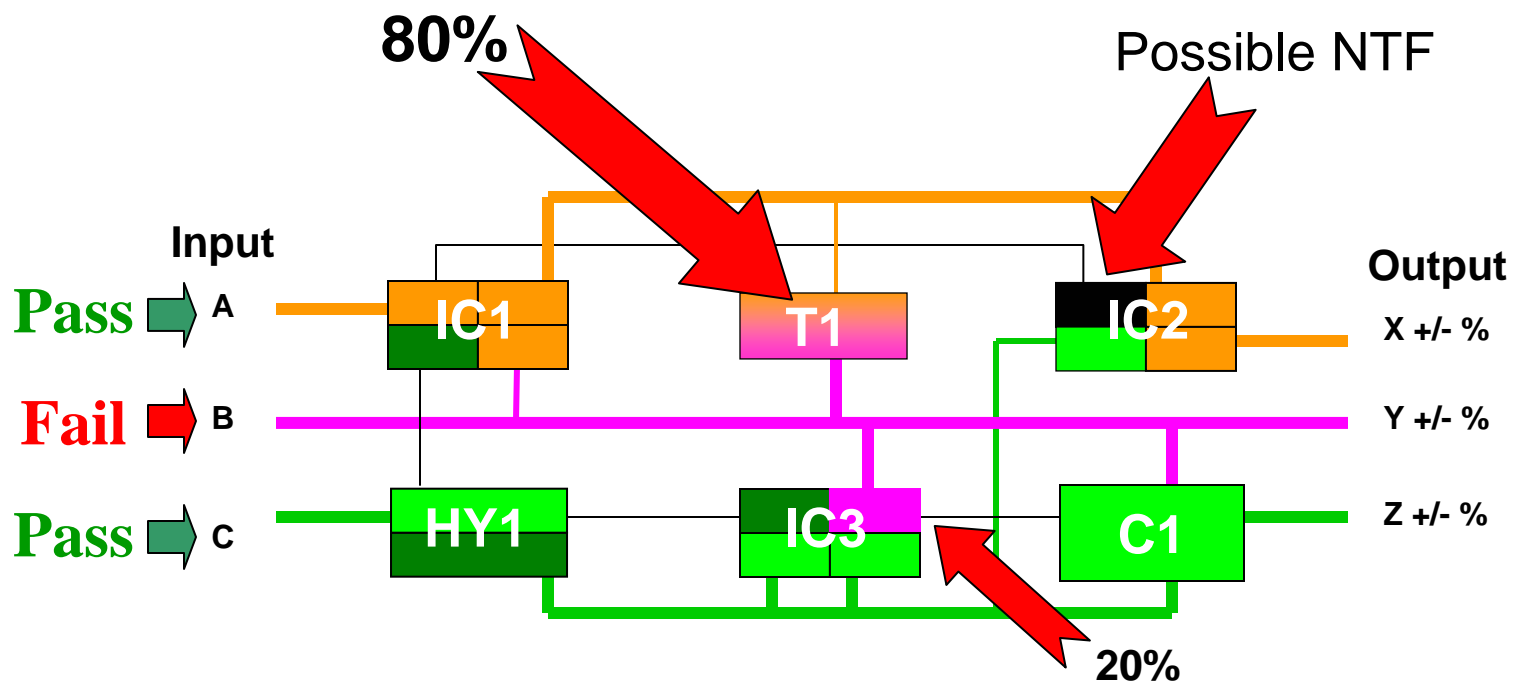 80%
Possible NTF
Input
Output
Pass
A
IC1
T1
IC2
X +/- %
Fail
B
Y +/- %
Pass
C
HY1
IC3
C1
Z +/- %
20%